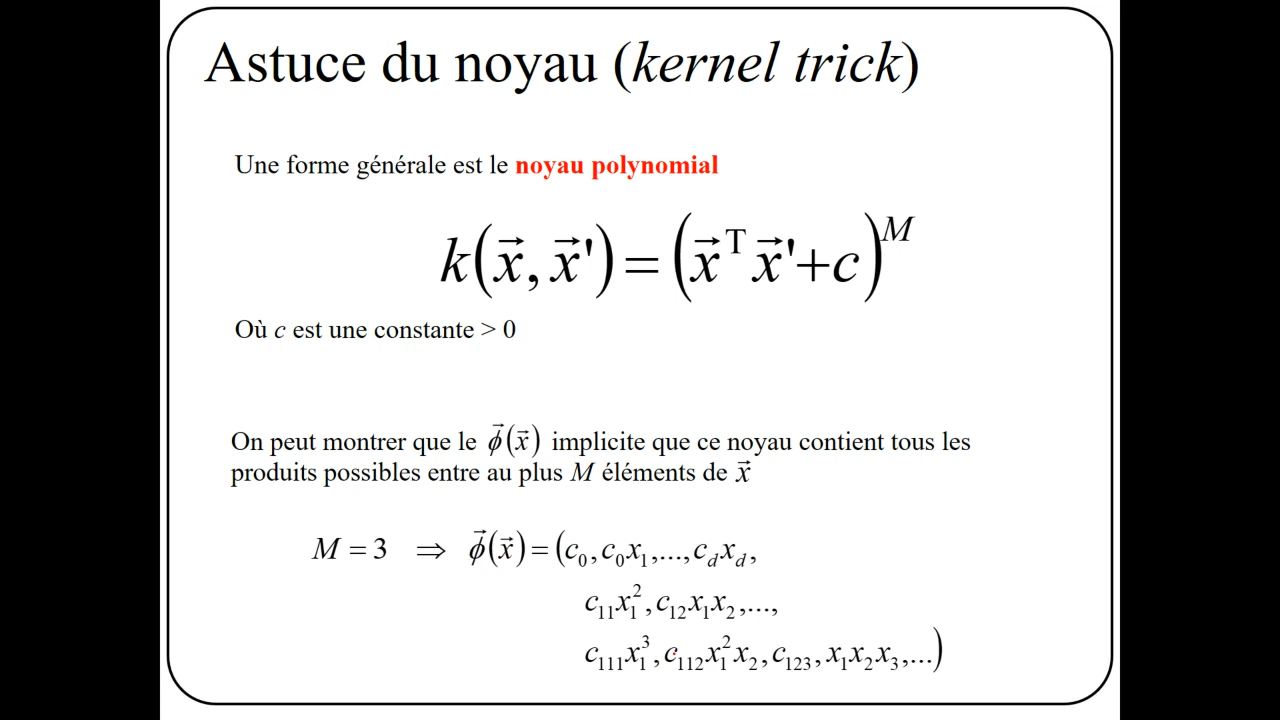 Astuce du noyau (kernel trick)
Une forme générale est le noyau polynomial
k(x⃗, x⃗') = (x⃗ᵀ x⃗'+c)ᴹ
Où c est une constante > 0
On peut montrer que le ϕ⃗(x⃗) implicite que ce noyau contient tous les
produits possibles entre au plus M éléments de x⃗
M = 3 ⇒ ϕ⃗(x⃗) = (c₀, c₀x₁,..., c_d x_d,
c₁₁x₁², c₁₂x₁x₂,...,
c₁₁₁x₁³, c₁₁₂x₁²x₂, c₁₂₃, x₁x₂x₃,...)